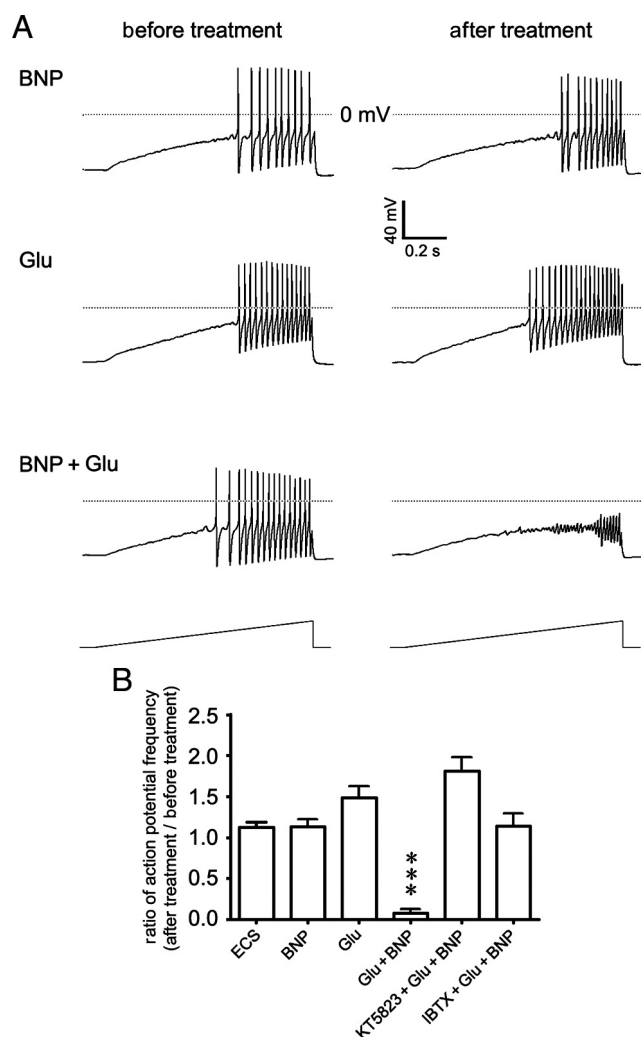 A
before treatment
after treatment
BNP
0 mV
40 mV
0.2 s
Glu
BNP + Glu
B
ratio of action potential frequency
(after treatment / before treatment)
2.5
2.0
1.5
1.0
0.5
0.0
***
ECS
BNP
Glu
Glu + BNP
KT5823 + Glu + BNP
IBTX + Glu + BNP